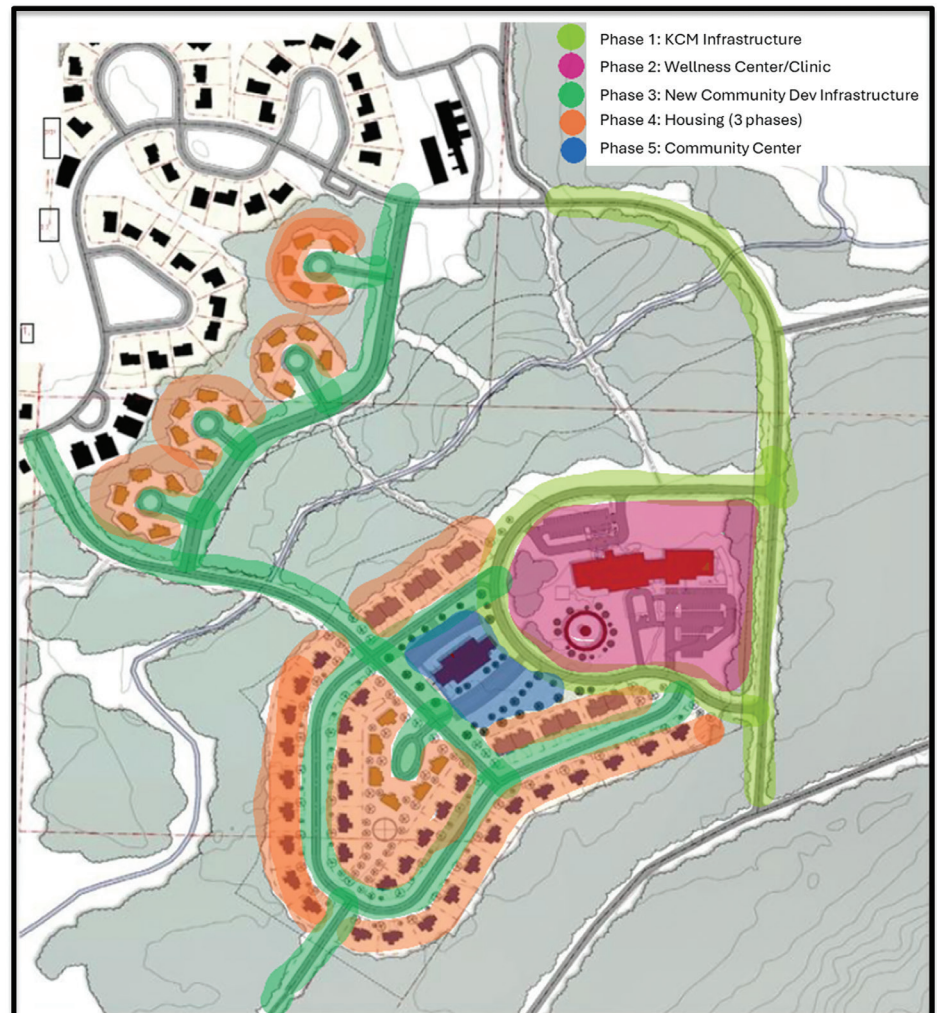 Phase 1: KCM Infrastructure
Phase 2: Wellness Center/Clinic
Phase 3: New Community Dev Infrastructure
Phase 4: Housing (3 phases)
Phase 5: Community Center